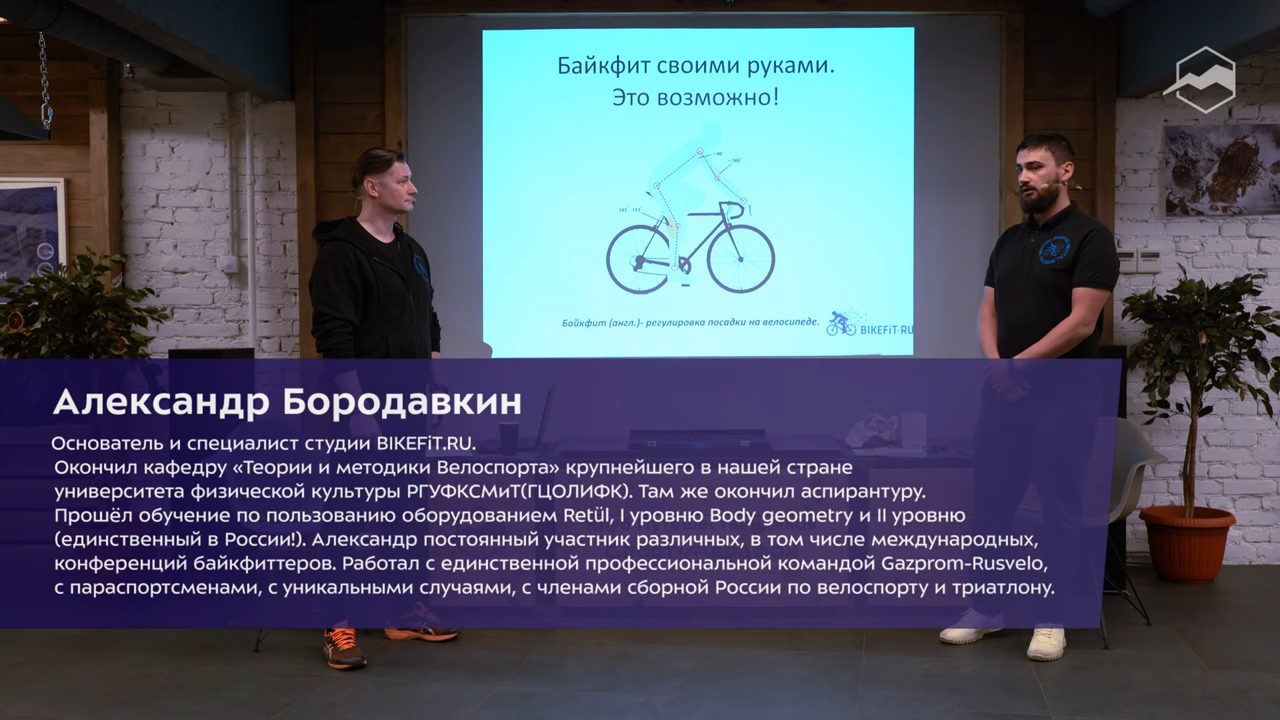 Байкфит своими руками.
Это возможно!
Байкфит (англ.)- регулировка посадки на велосипеде.
BIKEFiT.RU
Александр Бородавкин
Основатель и специалист студии BIKEFiT.RU.
Окончил кафедру «Теории и методики Велоспорта» крупнейшего в нашей стране
университета физической культуры РГУФКСМиТ(ГЦОЛИФК). Там же окончил аспирантуру.
Прошёл обучение по пользованию оборудованием Retül, I уровню Body geometry и II уровню
(единственный в России!). Александр постоянный участник различных, в том числе международных,
конференций байкфиттеров. Работал с единственной профессиональной командой Gazprom-Rusvelo,
с параспортсменами, с уникальными случаями, с членами сборной России по велоспорту и триатлону.